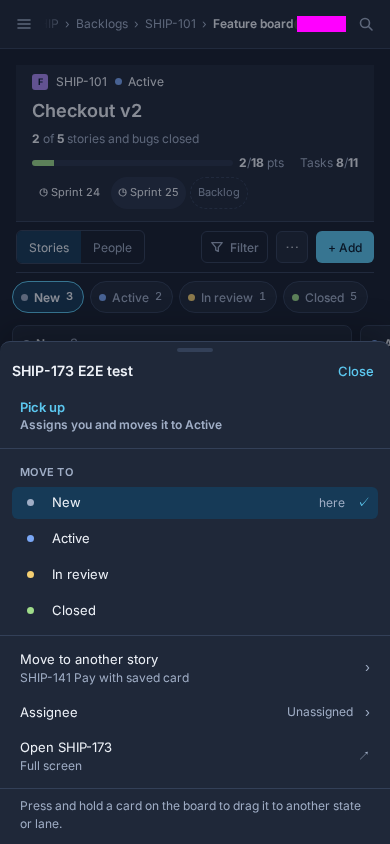 IP › Backlogs › SHIP-101 › Feature board
F SHIP-101 Active
Checkout v2
2 of 5 stories and bugs closed
2/18 pts Tasks 8/11
Sprint 24 Sprint 25 Backlog
Stories People Filter ··· + Add
New 3 Active 2 In review 1 Closed 5
SHIP-173 E2E test Close
Pick up
Assigns you and moves it to Active
MOVE TO
New here ✓
Active
In review
Closed
Move to another story ›
SHIP-141 Pay with saved card
Assignee Unassigned ›
Open SHIP-173 ↗
Full screen
Press and hold a card on the board to drag it to another state
or lane.